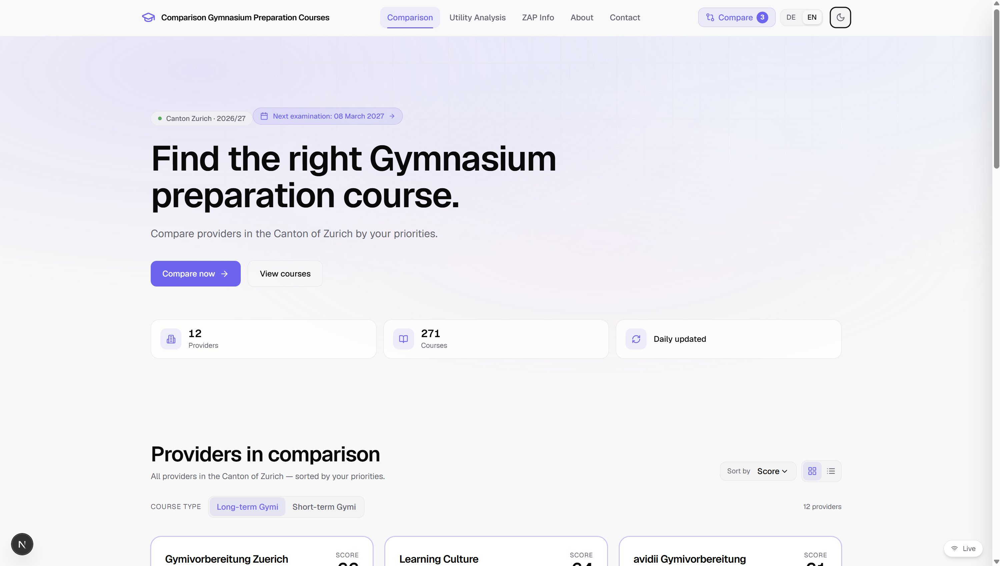 Comparison Gymnasium Preparation Courses
Comparison
Utility Analysis
ZAP Info
About
Contact
Compare 3
DE
EN
Canton Zurich · 2026/27
Next examination: 08 March 2027
Find the right Gymnasium
preparation course.
Compare providers in the Canton of Zurich by your priorities.
Compare now
View courses
12
Providers
271
Courses
Daily updated
Providers in comparison
All providers in the Canton of Zurich — sorted by your priorities.
Sort by Score
COURSE TYPE
Long-term Gymi
Short-term Gymi
12 providers
Gymivorbereitung Zuerich
SCORE
Learning Culture
SCORE
avidii Gymivorbereitung
SCORE
N
Live